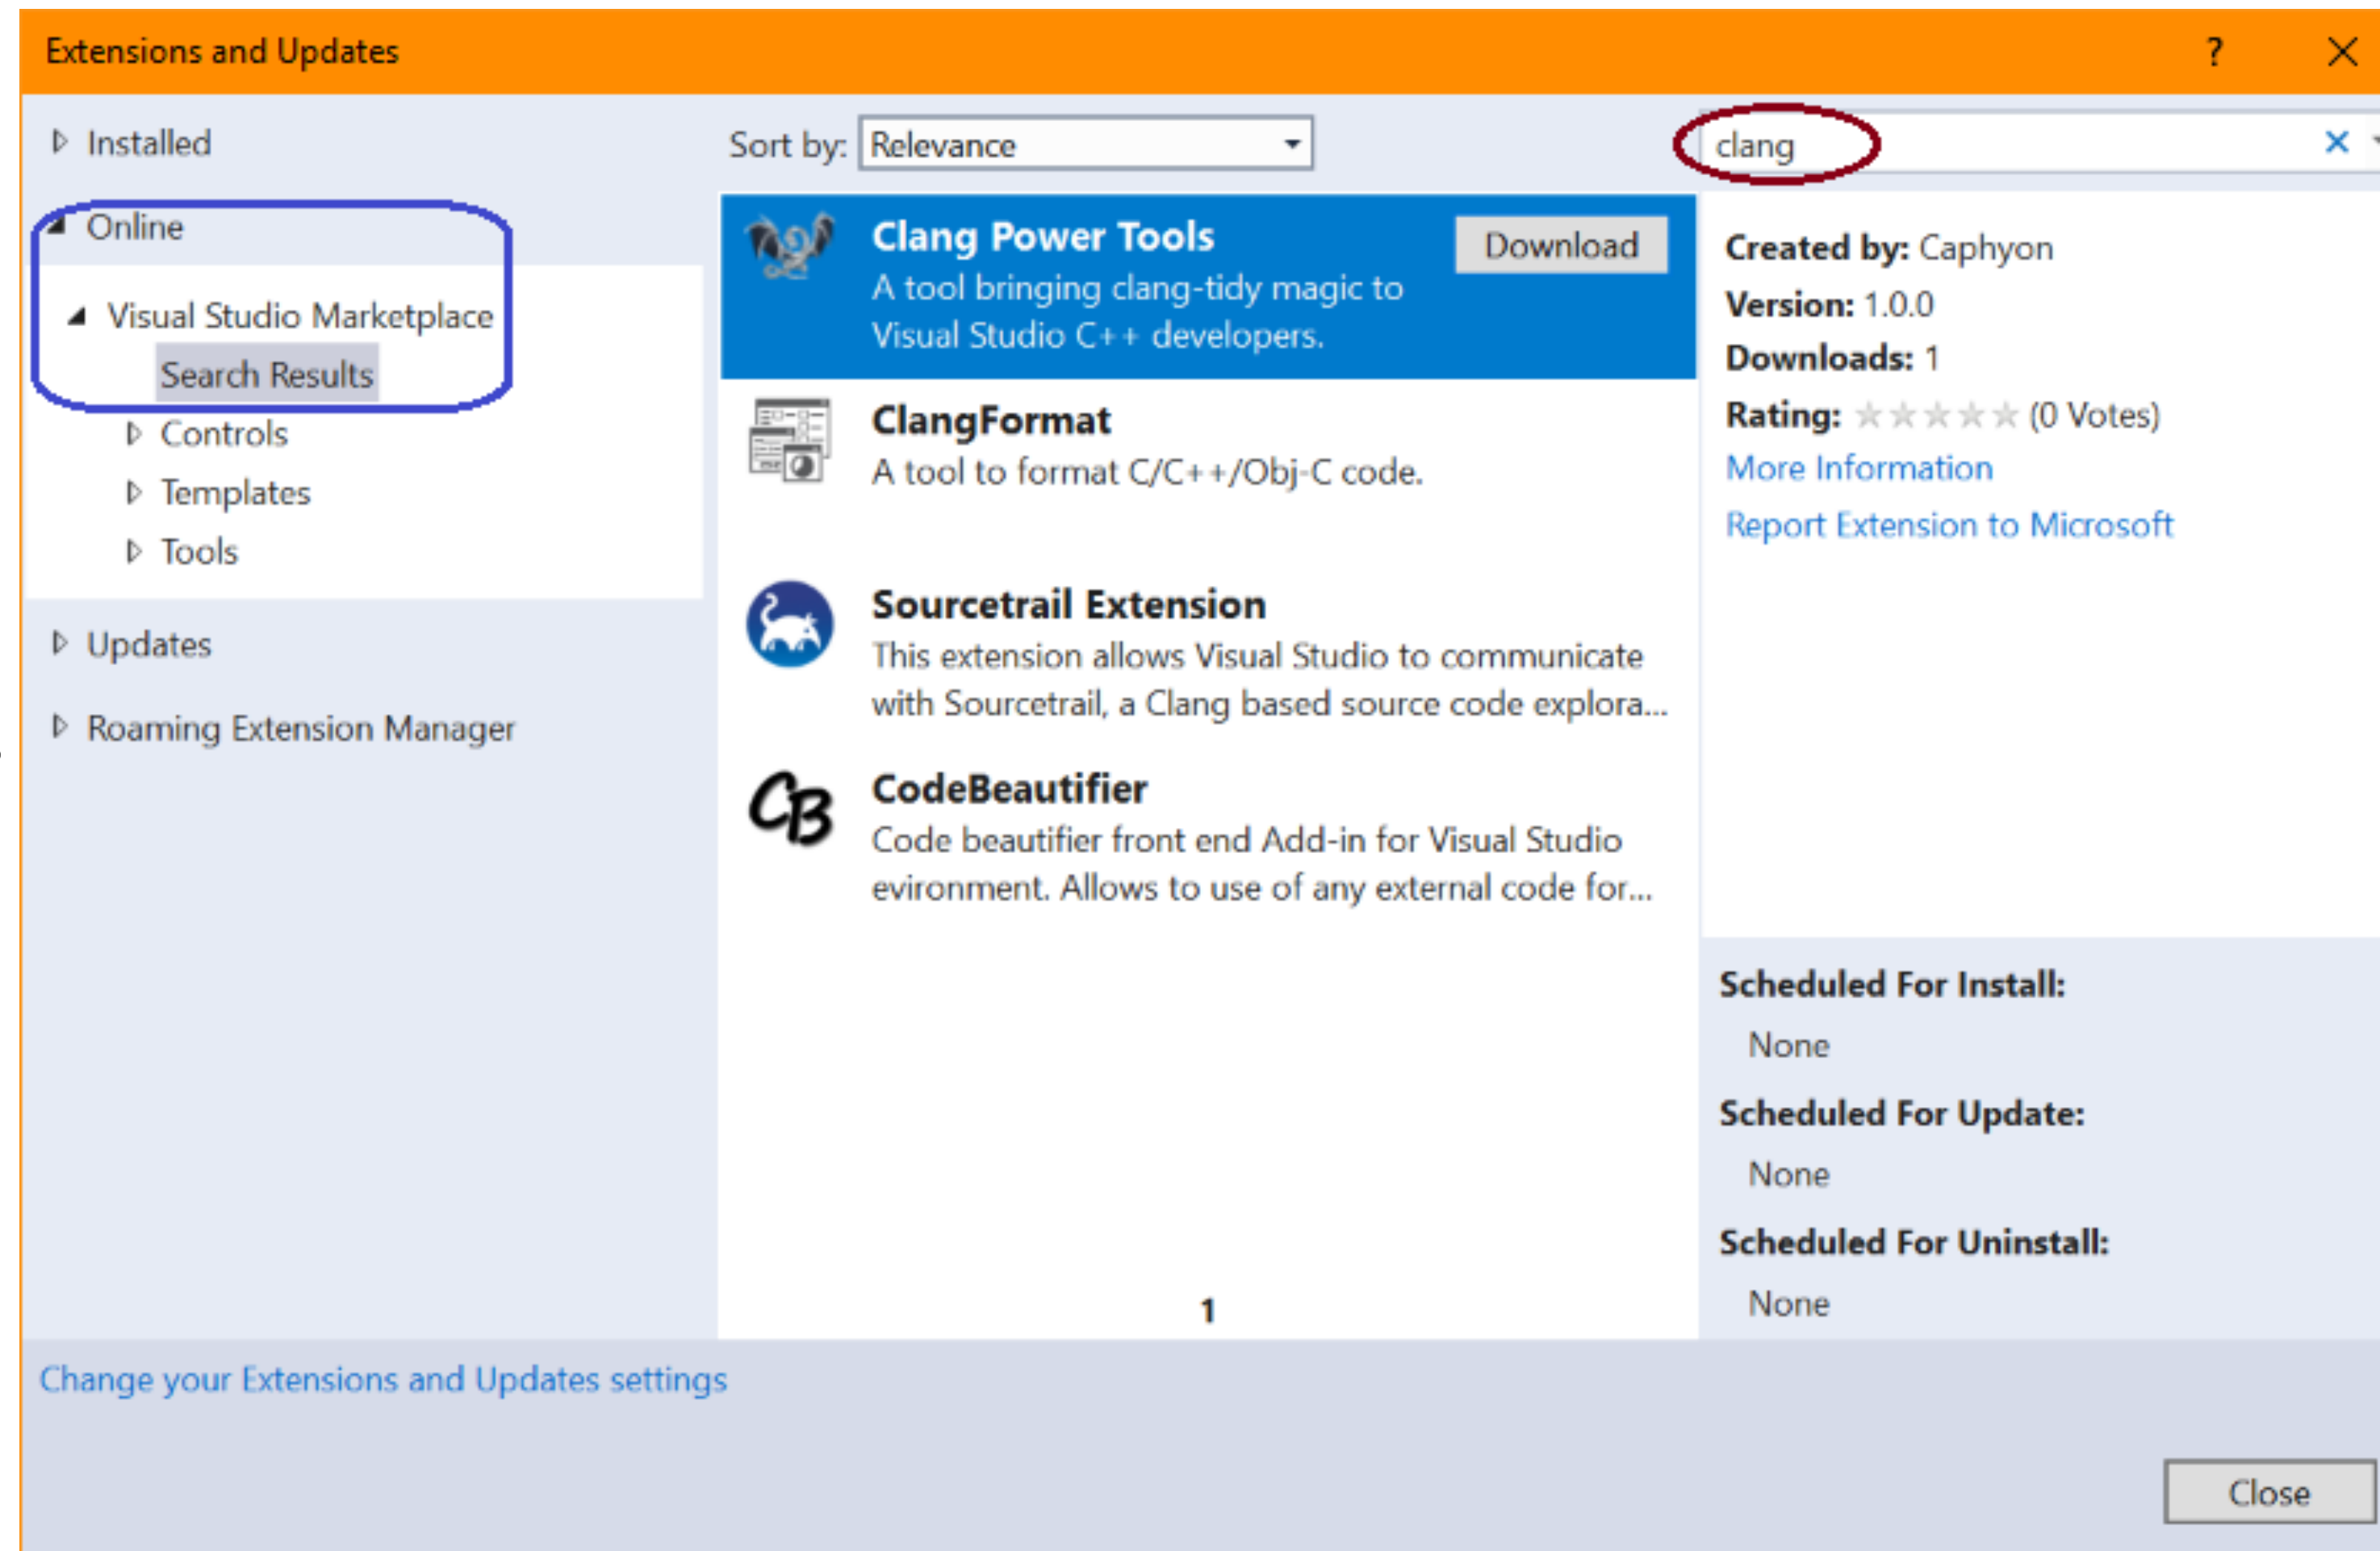 Extensions and Updates ?
Installed
Online
Visual Studio Marketplace
Search Results
Controls
Templates
Tools
Updates
Roaming Extension Manager
Sort by: Relevance
clang
Clang Power Tools
Download
A tool bringing clang-tidy magic to
Visual Studio C++ developers.
ClangFormat
A tool to format C/C++/Obj-C code.
Sourcetrail Extension
This extension allows Visual Studio to communicate
with Sourcetrail, a Clang based source code explora...
CB
CodeBeautifier
Code beautifier front end Add-in for Visual Studio
evironment. Allows to use of any external code for...
1
Created by: Caphyon
Version: 1.0.0
Downloads: 1
Rating: (0 Votes)
More Information
Report Extension to Microsoft
Scheduled For Install:
None
Scheduled For Update:
None
Scheduled For Uninstall:
None
Change your Extensions and Updates settings
Close